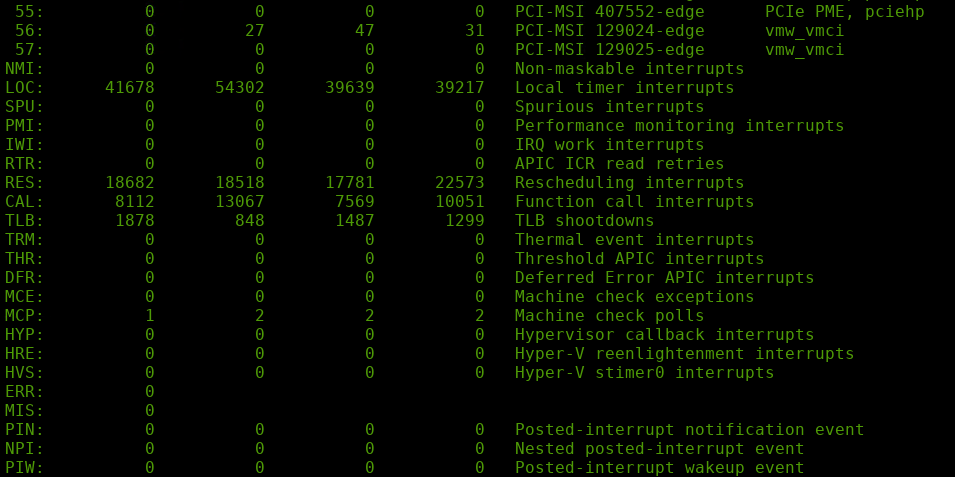 55: 0 0 0 0 PCI-MSI 407552-edge PCIe PME, pciehp
56: 0 27 47 31 PCI-MSI 129024-edge vmw_vmci
57: 0 0 0 0 PCI-MSI 129025-edge vmw_vmci
NMI: 0 0 0 0 Non-maskable interrupts
LOC: 41678 54302 39639 39217 Local timer interrupts
SPU: 0 0 0 0 Spurious interrupts
PMI: 0 0 0 0 Performance monitoring interrupts
IWI: 0 0 0 0 IRQ work interrupts
RTR: 0 0 0 0 APIC ICR read retries
RES: 18682 18518 17781 22573 Rescheduling interrupts
CAL: 8112 13067 7569 10051 Function call interrupts
TLB: 1878 848 1487 1299 TLB shootdowns
TRM: 0 0 0 0 Thermal event interrupts
THR: 0 0 0 0 Threshold APIC interrupts
DFR: 0 0 0 0 Deferred Error APIC interrupts
MCE: 0 0 0 0 Machine check exceptions
MCP: 1 2 2 2 Machine check polls
HYP: 0 0 0 0 Hypervisor callback interrupts
HRE: 0 0 0 0 Hyper-V reenlightenment interrupts
HVS: 0 0 0 0 Hyper-V stimer0 interrupts
ERR: 0
MIS: 0
PIN: 0 0 0 0 Posted-interrupt notification event
NPI: 0 0 0 0 Nested posted-interrupt event
PIW: 0 0 0 0 Posted-interrupt wakeup event